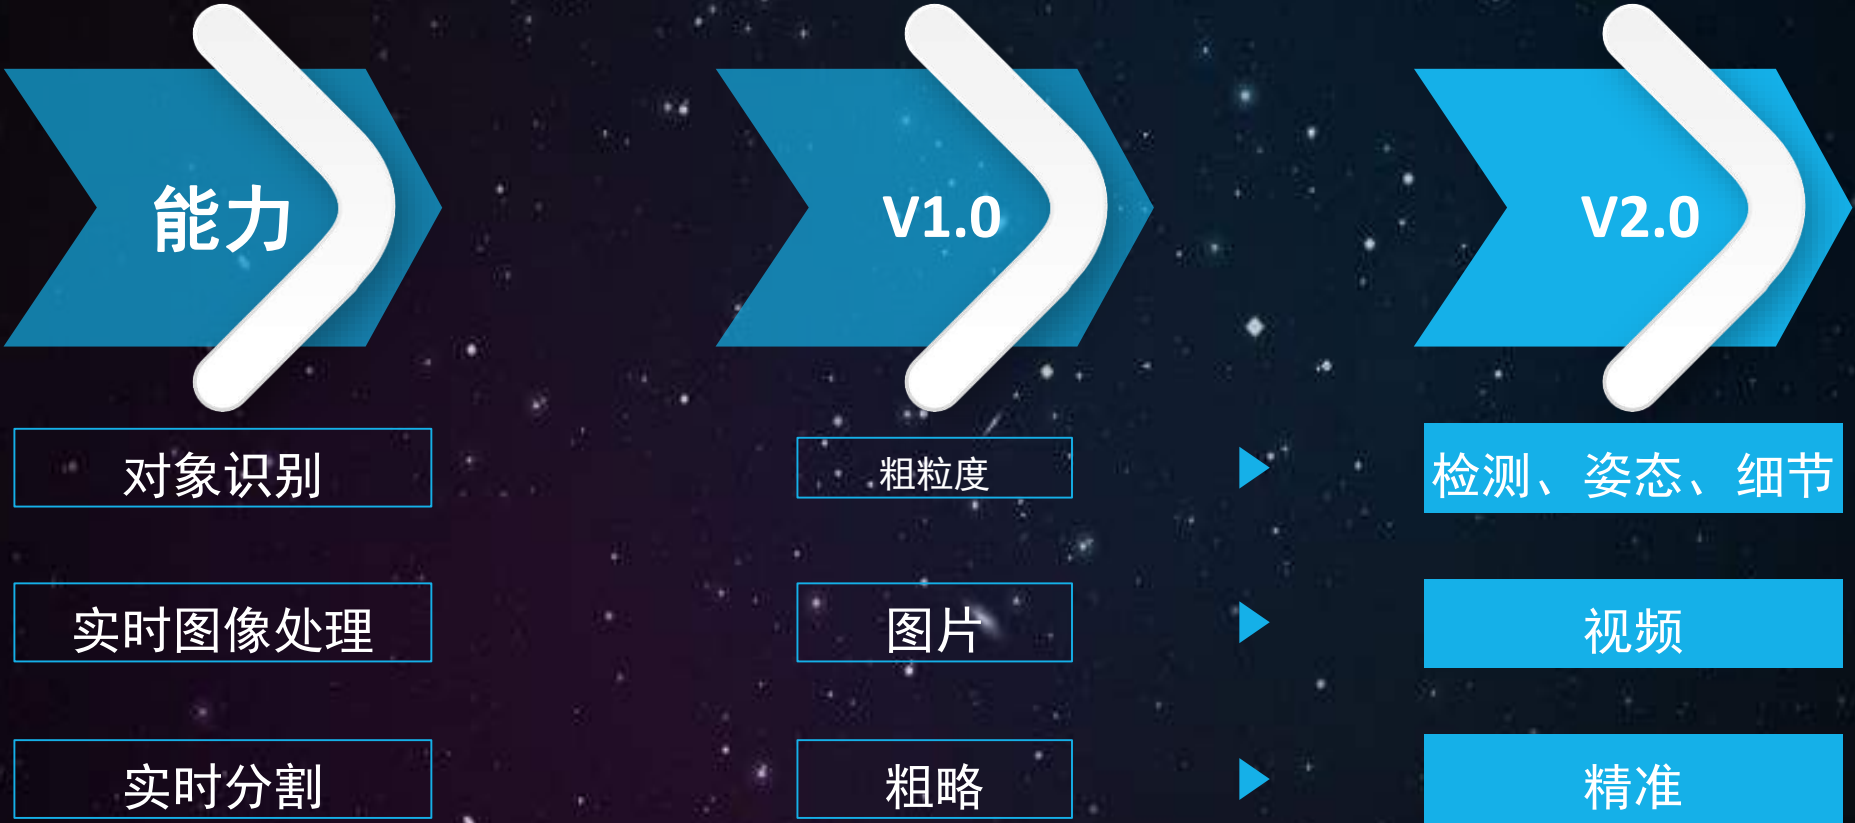 能力
V1.0
V2.0
对象识别
粗粒度
检测、姿态、细节
实时图像处理
图片
视频
实时分割
粗略
精准